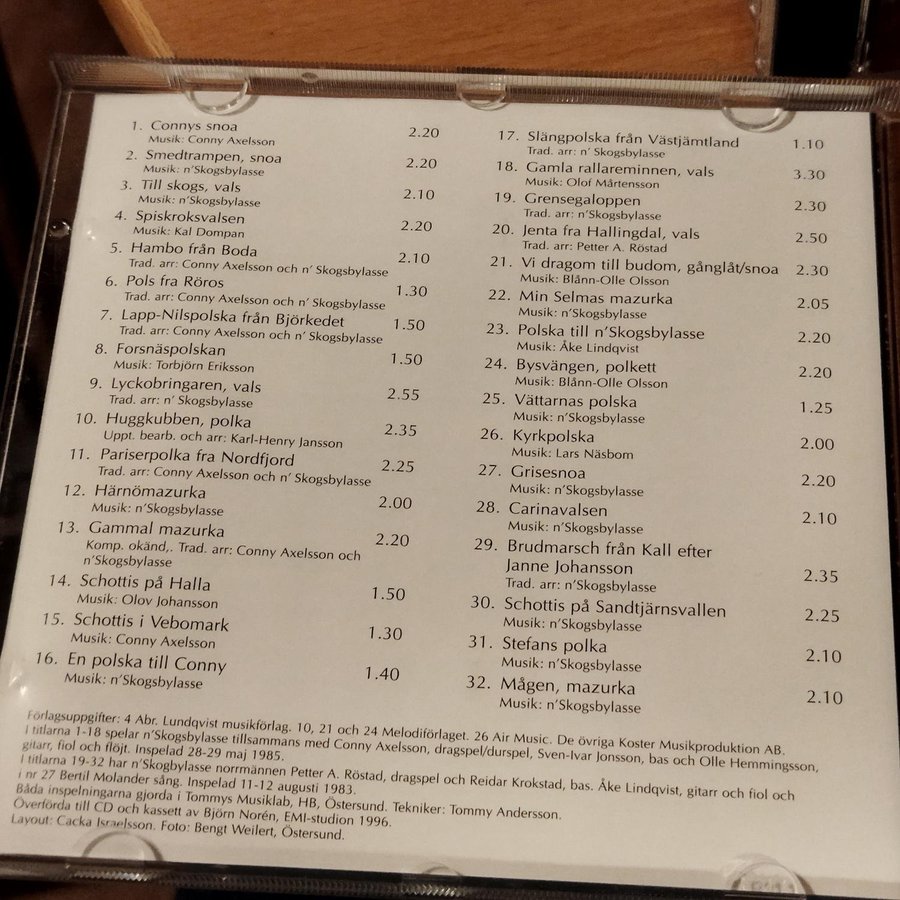 1. Connys snoa 2.20
Musik: Conny Axelsson
2. Smedtrampen, snoa 2.20
Musik: n'Skogsbylasse
3. Till skogs, vals 2.10
Musik: n'Skogsbylasse
4. Spiskroksvalsen 2.20
Musik: Kal Dompan
5. Hambo från Boda 2.10
Trad. arr: Conny Axelsson och n' Skogsbylasse
6. Pols fra Röros 1.30
Trad. arr: Conny Axelsson och n' Skogsbylasse
7. Lapp-Nilspolska från Björkedet 1.50
Trad. arr: Conny Axelsson och n' Skogsbylasse
8. Forsnäspolskan 1.50
Musik: Torbjörn Eriksson
9. Lyckobringaren, vals 2.55
Trad. arr: n' Skogsbylasse
10. Huggkubben, polka 2.35
Uppt. bearb. och arr: Karl-Henry Jansson
11. Pariserpolka fra Nordfjord 2.25
Trad. arr: Conny Axelsson och n' Skogsbylasse
12. Härnömazurka 2.00
Musik: n'Skogsbylasse
13. Gammal mazurka 2.20
Komp. okänd,. Trad. arr: Conny Axelsson och
n'Skogsbylasse
14. Schottis på Halla 1.50
Musik: Olov Johansson
15. Schottis i Vebomark 1.30
Musik: Conny Axelsson
16. En polska till Conny 1.40
Musik: n'Skogsbylasse
17. Slängpolska från Västjämtland 1.10
Trad. arr: n' Skogsbylasse
18. Gamla rallareminnen, vals 3.30
Musik: Olof Mårtensson
19. Grensegaloppen 2.30
Trad. arr: n'Skogsbylasse
20. Jenta fra Hallingdal, vals 2.50
Trad. arr: Petter A. Röstad
21. Vi dragom till budom, gånglåt/snoa 2.30
Musik: Blånn-Olle Olsson
22. Min Selmas mazurka 2.05
Musik: n'Skogsbylasse
23. Polska till n'Skogsbylasse 2.20
Musik: Åke Lindqvist
24. Bysvängen, polkett 2.20
Musik: Blånn-Olle Olsson
25. Vättarnas polska 1.25
Musik: n'Skogsbylasse
26. Kyrkpolska 2.00
Musik: Lars Näsbom
27. Grisesnoa 2.20
Musik: n'Skogsbylasse
28. Carinavalsen 2.10
Musik: n'Skogsbylasse
29. Brudmarsch från Kall efter
Janne Johansson 2.35
Trad. arr: n'Skogsbylasse
30. Schottis på Sandtjärnsvallen 2.25
Musik: n'Skogsbylasse
31. Stefans polka 2.10
Musik: n'Skogsbylasse
32. Mågen, mazurka 2.10
Musik: n'Skogsbylasse
Förlagsuppgifter: 4 Abr. Lundqvist musikförlag. 10, 21 och 24 Melodiförlaget. 26 Air Music. De övriga Koster Musikproduktion AB.
I titlarna 1-18 spelar n'Skogsbylasse tillsammans med Conny Axelsson, dragspel/durspel, Sven-Ivar Jonsson, bas och Olle Hemmingsson,
gitarr, fiol och flöjt. Inspelad 28-29 maj 1985.
I titlarna 19-32 har n'Skogbylasse norrmännen Petter A. Röstad, dragspel och Reidar Krokstad, bas. Åke Lindqvist, gitarr och fiol och
i nr 27 Bertil Molander sång. Inspelad 11-12 augusti 1983.
Båda inspelningarna gjorda i Tommys Musiklab, HB, Östersund. Tekniker: Tommy Andersson.
Överförda till CD och kassett av Björn Norén, EMI-studion 1996.
Layout: Cacka Israelsson. Foto: Bengt Weilert, Östersund.